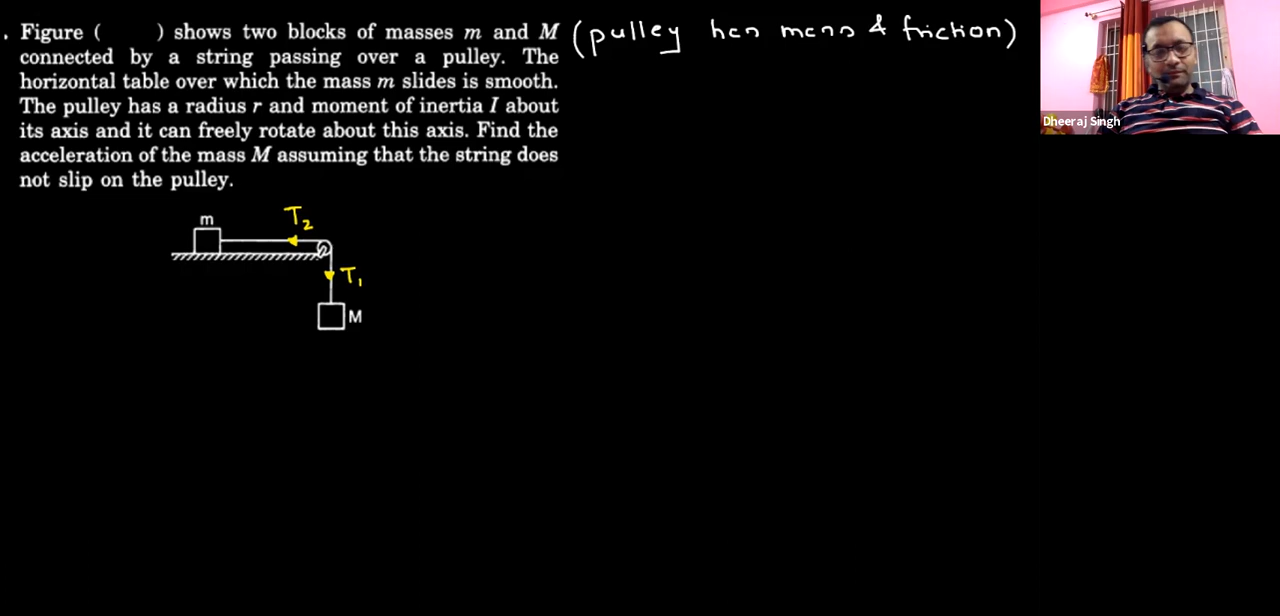 . Figure ( ) shows two blocks of masses m and M
connected by a string passing over a pulley. The
horizontal table over which the mass m slides is smooth.
The pulley has a radius r and moment of inertia I about
its axis and it can freely rotate about this axis. Find the
acceleration of the mass M assuming that the string does
not slip on the pulley.
(pulley has mass & friction)
Dheeraj Singh
m
T2
T1
M